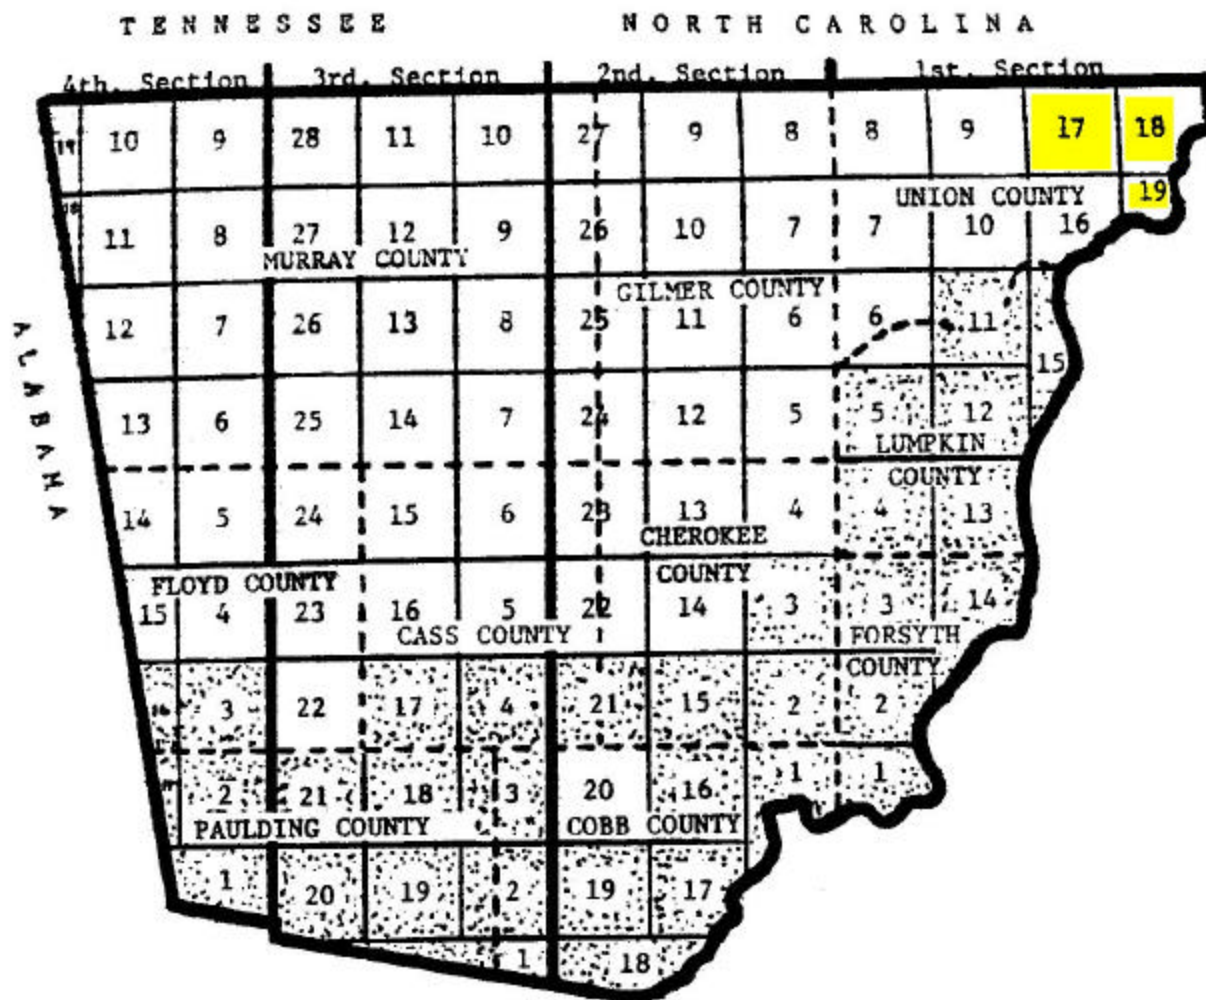 TENNESSEE NORTH CAROLINA
4th. Section 3rd. Section 2nd. Section 1st. Section
19 10 9 28 11 10 27 9 8 8 9 17 18
UNION COUNTY 19
18 11 8 27 12 9 26 10 7 7 10 16
MURRAY COUNTY
GILMER COUNTY
12 7 26 13 8 25 11 6 6 11
ALABAMA
15
13 6 25 14 7 24 12 5 5 12
LUMPKIN
COUNTY
14 5 24 15 6 23 13 4 4 13
CHEROKEE
COUNTY
FLOYD COUNTY
15 4 23 16 5 22 14 3 3 14
CASS COUNTY
FORSYTH
COUNTY
3 22 17 4 21 15 2 2
2 21 18 3 20 16 1 1
PAULDING COUNTY COBB COUNTY
1 20 19 2 19 17
1 18